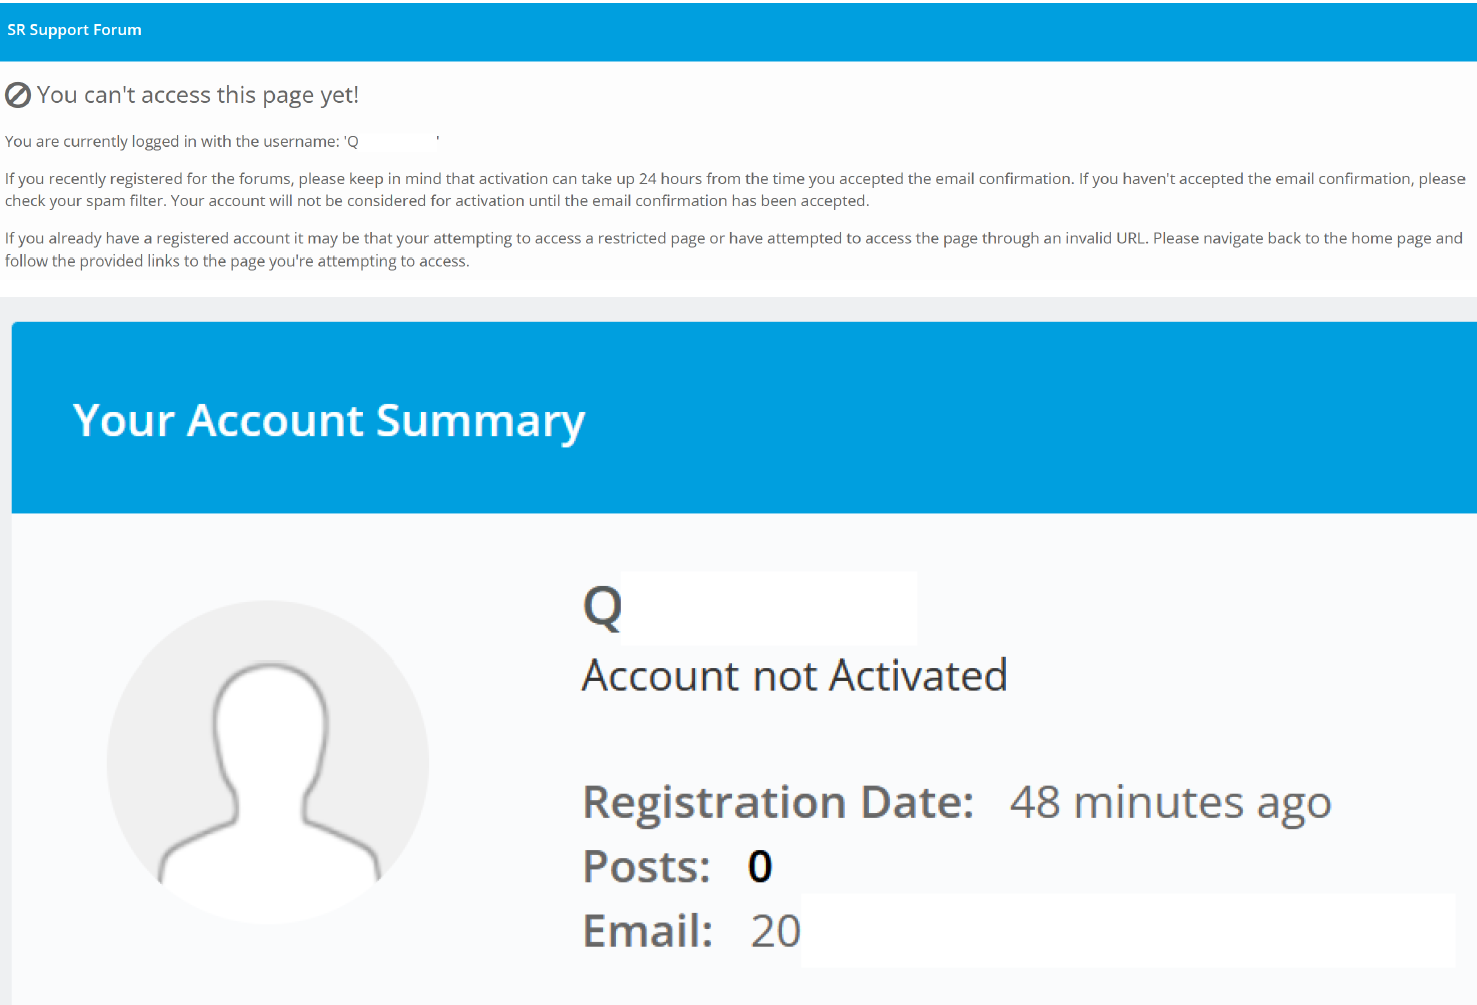 SR Support Forum
You can't access this page yet!
You are currently logged in with the username: 'Q '
If you recently registered for the forums, please keep in mind that activation can take up 24 hours from the time you accepted the email confirmation. If you haven't accepted the email confirmation, please
check your spam filter. Your account will not be considered for activation until the email confirmation has been accepted.
If you already have a registered account it may be that your attempting to access a restricted page or have attempted to access the page through an invalid URL. Please navigate back to the home page and
follow the provided links to the page you're attempting to access.
Your Account Summary
Q
Account not Activated
Registration Date: 48 minutes ago
Posts: 0
Email: 20